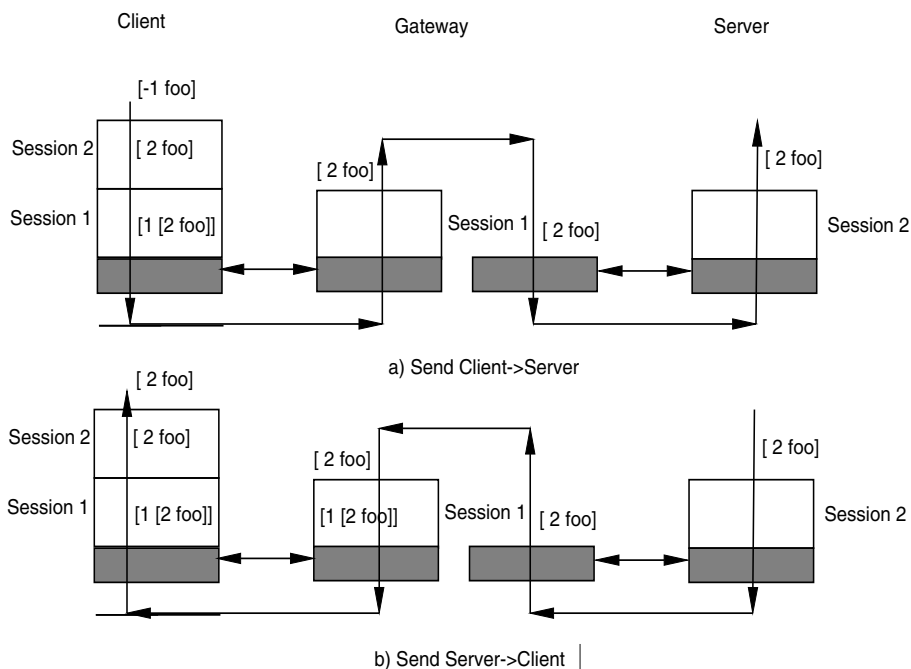 Client Gateway Server
[-1 foo]
Session 2 [ 2 foo] [ 2 foo] [ 2 foo]
Session 1 [1 [2 foo]] Session 1 [ 2 foo] Session 2
a) Send Client->Server
[ 2 foo]
Session 2 [ 2 foo] [ 2 foo] [ 2 foo]
Session 1 [1 [2 foo]] [1 [2 foo]] Session 1 [ 2 foo] Session 2
b) Send Server->Client